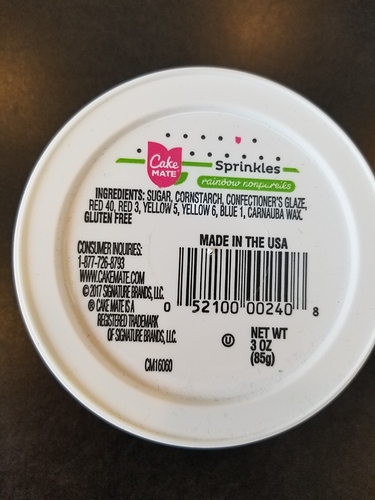 Cake
MATE
Sprinkles
rainbow nonpareils
INGREDIENTS: SUGAR, CORNSTARCH, CONFECTIONER'S GLAZE,
RED 40, RED 3, YELLOW 5, YELLOW 6, BLUE 1, CARNAUBA WAX.
GLUTEN FREE
CONSUMER INQUIRIES:
1-877-726-8793
WWW.CAKEMATE.COM
© 2017 SIGNATURE BRANDS, LLC.
® CAKE MATE IS A
REGISTERED TRADEMARK
OF SIGNATURE BRANDS, LLC.
CM16060
MADE IN THE USA
0 52100 00240 8
U
NET WT
3 OZ
(85g)